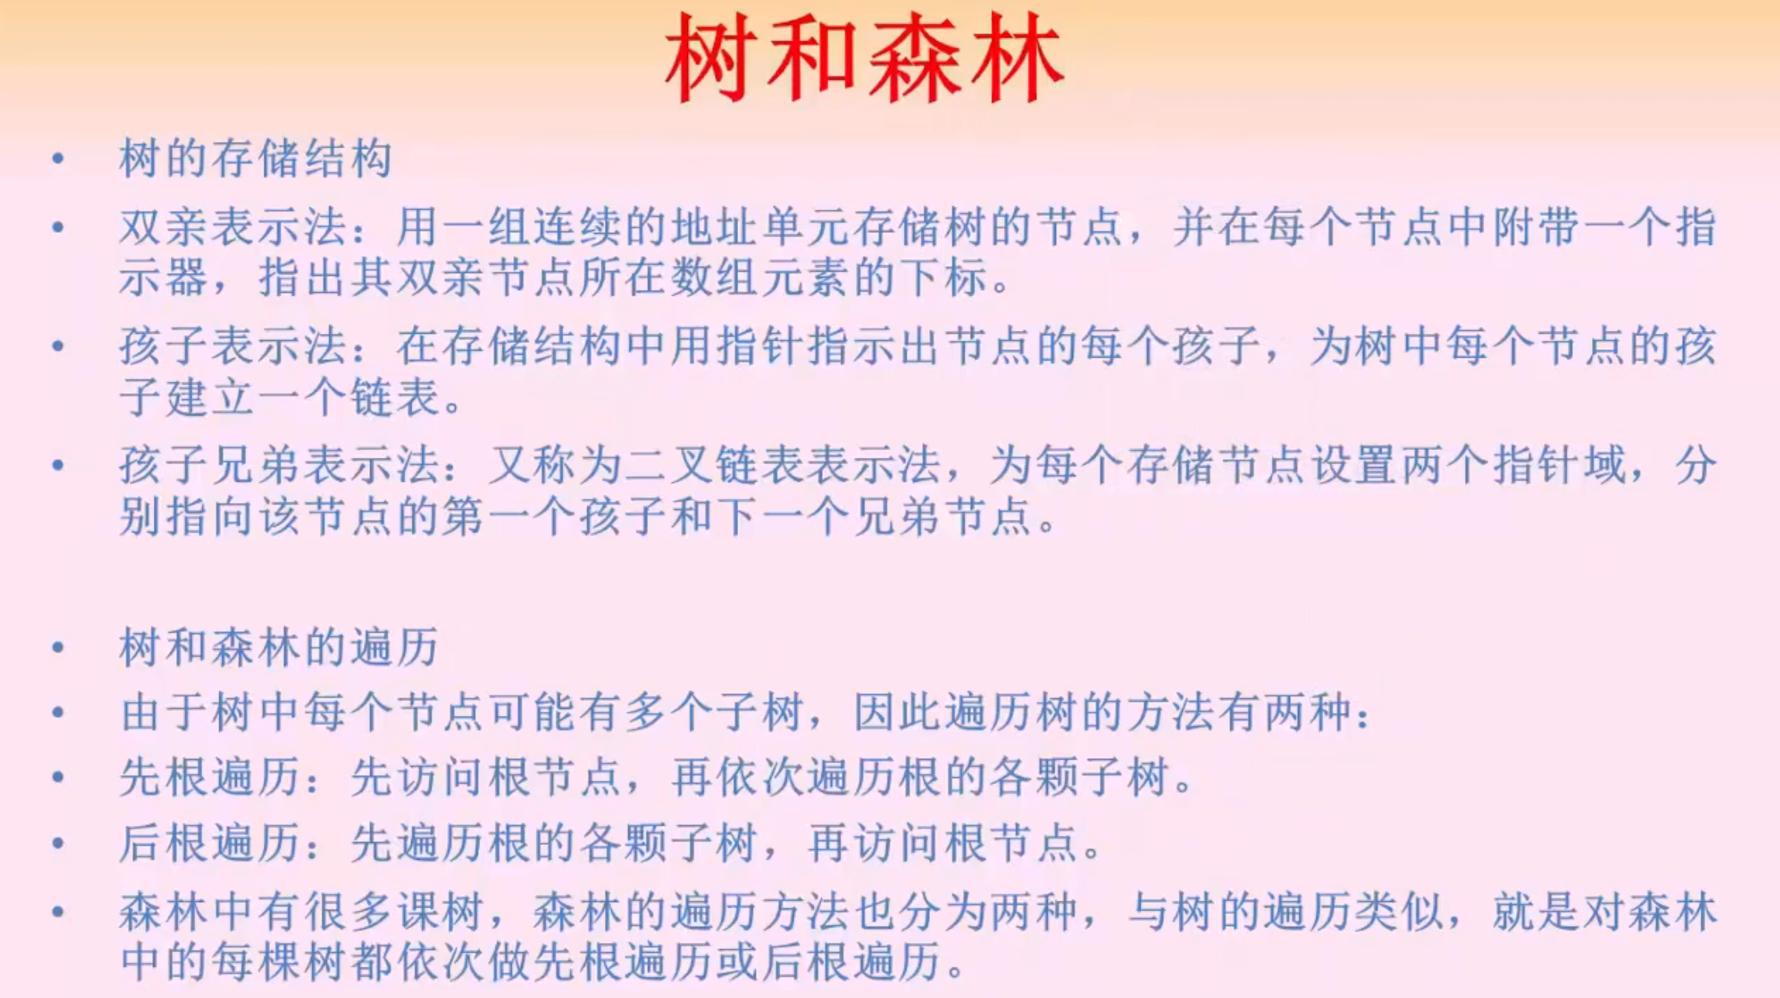 树和森林
• 树的存储结构
• 双亲表示法：用一组连续的地址单元存储树的节点，并在每个节点中附带一个指
示器，指出其双亲节点所在数组元素的下标。
• 孩子表示法：在存储结构中用指针指示出节点的每个孩子，为树中每个节点的孩
子建立一个链表。
• 孩子兄弟表示法：又称为二叉链表表示法，为每个存储节点设置两个指针域，分
别指向该节点的第一个孩子和下一个兄弟节点。
• 树和森林的遍历
• 由于树中每个节点可能有多个子树，因此遍历树的方法有两种：
• 先根遍历：先访问根节点，再依次遍历根的各颗子树。
• 后根遍历：先遍历根的各颗子树，再访问根节点。
• 森林中有很多课树，森林的遍历方法也分为两种，与树的遍历类似，就是对森林
中的每棵树都依次做先根遍历或后根遍历。